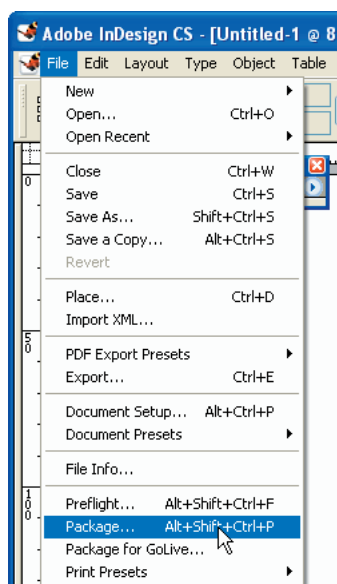 Adobe InDesign CS - [Untitled-1 @ 8
File Edit Layout Type Object Table
New
Open... Ctrl+O
Open Recent
Close Ctrl+W
Save Ctrl+S
Save As... Shift+Ctrl+S
Save a Copy... Alt+Ctrl+S
Revert
Place... Ctrl+D
Import XML...
PDF Export Presets
Export... Ctrl+E
Document Setup... Alt+Ctrl+P
Document Presets
File Info...
Preflight... Alt+Shift+Ctrl+F
Package... Alt+Shift+Ctrl+P
Package for GoLive...
Print Presets
0
50
100